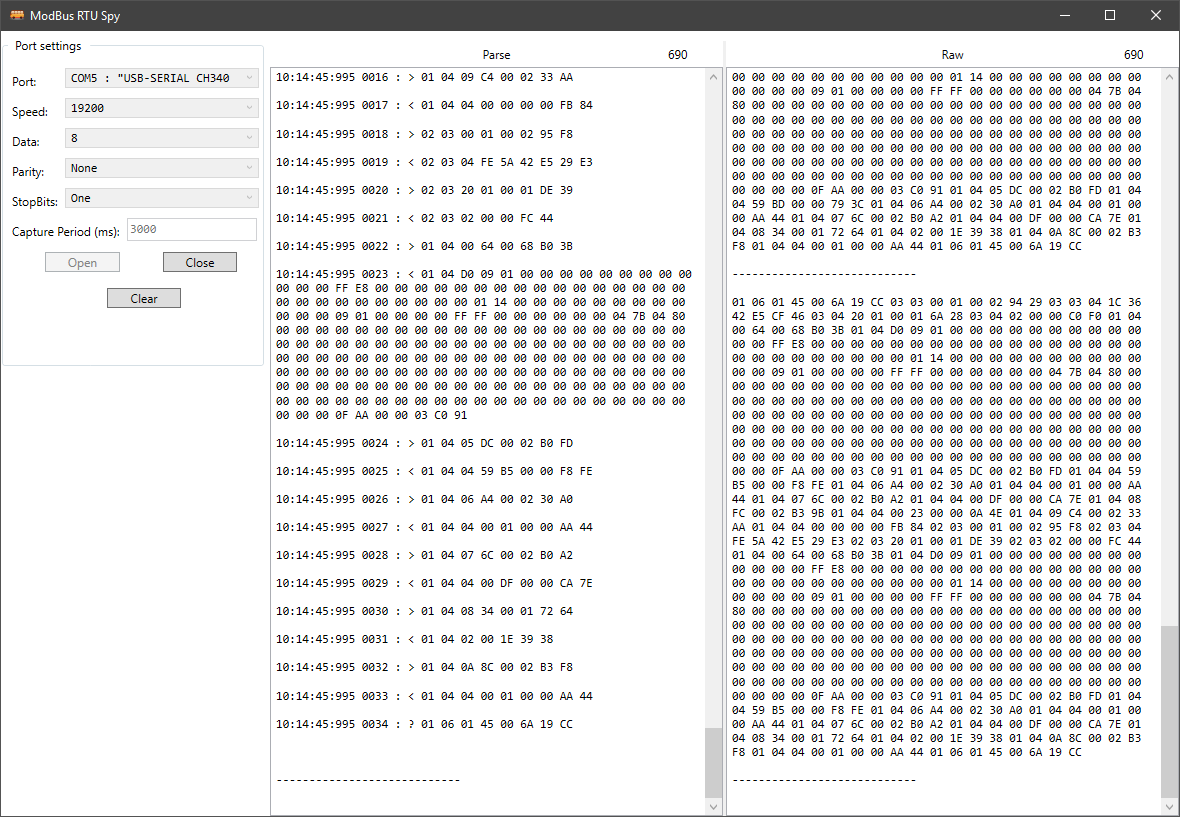 ModBus RTU Spy
Port settings
Port: COM5 : "USB-SERIAL CH340
Speed: 19200
Data: 8
Parity: None
StopBits: One
Capture Period (ms): 3000
Open Close
Clear
Parse 690
10:14:45:995 0016 : > 01 04 09 C4 00 02 33 AA
10:14:45:995 0017 : < 01 04 04 00 00 00 00 FB 84
10:14:45:995 0018 : > 02 03 00 01 00 02 95 F8
10:14:45:995 0019 : < 02 03 04 FE 5A 42 E5 29 E3
10:14:45:995 0020 : > 02 03 20 01 00 01 DE 39
10:14:45:995 0021 : < 02 03 02 00 00 FC 44
10:14:45:995 0022 : > 01 04 00 64 00 68 B0 3B
10:14:45:995 0023 : < 01 04 D0 09 01 00 00 00 00 00 00 00 00 00
00 00 00 FF E8 00 00 00 00 00 00 00 00 00 00 00 00 00 00 00 00
00 00 00 00 00 00 00 00 00 00 01 14 00 00 00 00 00 00 00 00 00
00 00 00 09 01 00 00 00 00 FF FF 00 00 00 00 00 00 04 7B 04 80
00 00 00 00 00 00 00 00 00 00 00 00 00 00 00 00 00 00 00 00 00
00 00 00 00 00 00 00 00 00 00 00 00 00 00 00 00 00 00 00 00 00
00 00 00 00 00 00 00 00 00 00 00 00 00 00 00 00 00 00 00 00 00
00 00 00 00 00 00 00 00 00 00 00 00 00 00 00 00 00 00 00 00 00
00 00 00 00 00 00 00 00 00 00 00 00 00 00 00 00 00 00 00 00 00
00 00 00 00 00 00 00 00 00 00 00 00 00 00 00 00 00 00 00 00 00
00 00 00 0F AA 00 00 03 C0 91
10:14:45:995 0024 : > 01 04 05 DC 00 02 B0 FD
10:14:45:995 0025 : < 01 04 04 59 B5 00 00 F8 FE
10:14:45:995 0026 : > 01 04 06 A4 00 02 30 A0
10:14:45:995 0027 : < 01 04 04 00 01 00 00 AA 44
10:14:45:995 0028 : > 01 04 07 6C 00 02 B0 A2
10:14:45:995 0029 : < 01 04 04 00 DF 00 00 CA 7E
10:14:45:995 0030 : > 01 04 08 34 00 01 72 64
10:14:45:995 0031 : < 01 04 02 00 1E 39 38
10:14:45:995 0032 : > 01 04 0A 8C 00 02 B3 F8
10:14:45:995 0033 : < 01 04 04 00 01 00 00 AA 44
10:14:45:995 0034 : ? 01 06 01 45 00 6A 19 CC
----------------------------
Raw 690
00 00 00 00 00 00 00 00 00 00 00 01 14 00 00 00 00 00 00 00 00
00 00 00 00 09 01 00 00 00 00 FF FF 00 00 00 00 00 00 04 7B 04
80 00 00 00 00 00 00 00 00 00 00 00 00 00 00 00 00 00 00 00 00
00 00 00 00 00 00 00 00 00 00 00 00 00 00 00 00 00 00 00 00 00
00 00 00 00 00 00 00 00 00 00 00 00 00 00 00 00 00 00 00 00 00
00 00 00 00 00 00 00 00 00 00 00 00 00 00 00 00 00 00 00 00 00
00 00 00 00 00 00 00 00 00 00 00 00 00 00 00 00 00 00 00 00 00
00 00 00 00 00 00 00 00 00 00 00 00 00 00 00 00 00 00 00 00 00
00 00 00 00 0F AA 00 00 03 C0 91 01 04 05 DC 00 02 B0 FD 01 04
04 59 BD 00 00 79 3C 01 04 06 A4 00 02 30 A0 01 04 04 00 01 00
00 AA 44 01 04 07 6C 00 02 B0 A2 01 04 04 00 DF 00 00 CA 7E 01
04 08 34 00 01 72 64 01 04 02 00 1E 39 38 01 04 0A 8C 00 02 B3
F8 01 04 04 00 01 00 00 AA 44 01 06 01 45 00 6A 19 CC
----------------------------
01 06 01 45 00 6A 19 CC 03 03 00 01 00 02 94 29 03 03 04 1C 36
42 E5 CF 46 03 04 20 01 00 01 6A 28 03 04 02 00 00 C0 F0 01 04
00 64 00 68 B0 3B 01 04 D0 09 01 00 00 00 00 00 00 00 00 00 00
00 00 FF E8 00 00 00 00 00 00 00 00 00 00 00 00 00 00 00 00 00
00 00 00 00 00 00 00 00 00 01 14 00 00 00 00 00 00 00 00 00 00
00 00 09 01 00 00 00 00 FF FF 00 00 00 00 00 00 04 7B 04 80 00
00 00 00 00 00 00 00 00 00 00 00 00 00 00 00 00 00 00 00 00 00
00 00 00 00 00 00 00 00 00 00 00 00 00 00 00 00 00 00 00 00 00
00 00 00 00 00 00 00 00 00 00 00 00 00 00 00 00 00 00 00 00 00
00 00 00 00 00 00 00 00 00 00 00 00 00 00 00 00 00 00 00 00 00
00 00 00 00 00 00 00 00 00 00 00 00 00 00 00 00 00 00 00 00 00
00 00 00 00 00 00 00 00 00 00 00 00 00 00 00 00 00 00 00 00 00
00 00 0F AA 00 00 03 C0 91 01 04 05 DC 00 02 B0 FD 01 04 04 59
B5 00 00 F8 FE 01 04 06 A4 00 02 30 A0 01 04 04 00 01 00 00 AA
44 01 04 07 6C 00 02 B0 A2 01 04 04 00 DF 00 00 CA 7E 01 04 08
FC 00 02 B3 9B 01 04 04 00 23 00 00 0A 4E 01 04 09 C4 00 02 33
AA 01 04 04 00 00 00 00 FB 84 02 03 00 01 00 02 95 F8 02 03 04
FE 5A 42 E5 29 E3 02 03 20 01 00 01 DE 39 02 03 02 00 00 FC 44
01 04 00 64 00 68 B0 3B 01 04 D0 09 01 00 00 00 00 00 00 00 00
00 00 00 00 FF E8 00 00 00 00 00 00 00 00 00 00 00 00 00 00 00
00 00 00 00 00 00 00 00 00 00 00 01 14 00 00 00 00 00 00 00 00
00 00 00 00 09 01 00 00 00 00 FF FF 00 00 00 00 00 00 04 7B 04
80 00 00 00 00 00 00 00 00 00 00 00 00 00 00 00 00 00 00 00 00
00 00 00 00 00 00 00 00 00 00 00 00 00 00 00 00 00 00 00 00 00
00 00 00 00 00 00 00 00 00 00 00 00 00 00 00 00 00 00 00 00 00
00 00 00 00 00 00 00 00 00 00 00 00 00 00 00 00 00 00 00 00 00
00 00 00 00 00 00 00 00 00 00 00 00 00 00 00 00 00 00 00 00 00
00 00 00 00 00 00 00 00 00 00 00 00 00 00 00 00 00 00 00 00 00
00 00 00 00 0F AA 00 00 03 C0 91 01 04 05 DC 00 02 B0 FD 01 04
04 59 B5 00 00 F8 FE 01 04 06 A4 00 02 30 A0 01 04 04 00 01 00
00 AA 44 01 04 07 6C 00 02 B0 A2 01 04 04 00 DF 00 00 CA 7E 01
04 08 34 00 01 72 64 01 04 02 00 1E 39 38 01 04 0A 8C 00 02 B3
F8 01 04 04 00 01 00 00 AA 44 01 06 01 45 00 6A 19 CC
----------------------------